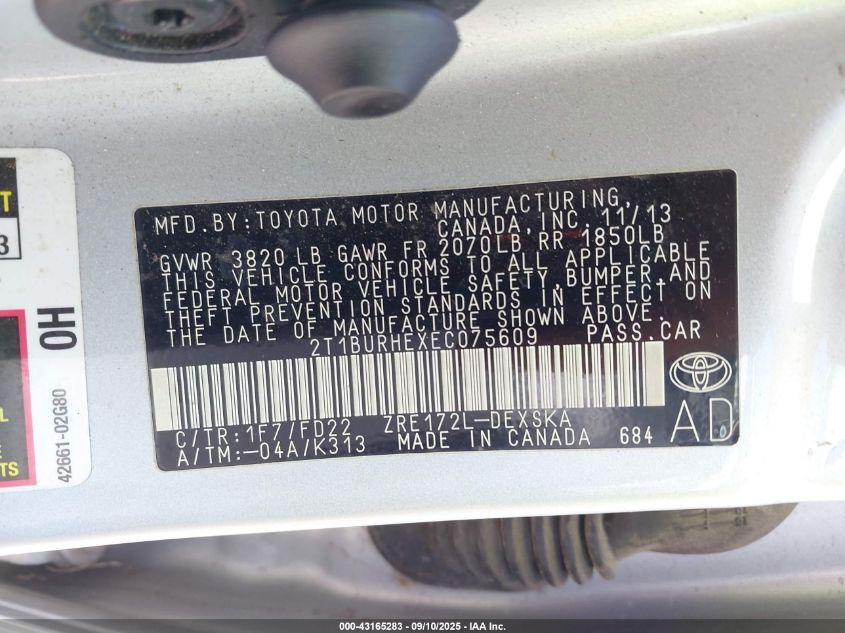 MFD. BY: TOYOTA MOTOR MANUFACTURING,
CANADA, INC. 11/13
GVWR 3820 LB GAWR FR 2070LB RR 1850LB
THIS VEHICLE CONFORMS TO ALL APPLICABLE
FEDERAL MOTOR VEHICLE SAFETY, BUMPER, AND
THEFT PREVENTION STANDARDS IN EFFECT ON
THE DATE OF MANUFACTURE SHOWN ABOVE.
2T1BURHEXEC075609 PASS. CAR
C/TR: 1F7/FD22 ZRE172L-DEXSKA
A/TM: -04A/K313 MADE IN CANADA 684
AD
3
OH
42661-02G80
000-43165283 - 09/10/2025 - IAA Inc.